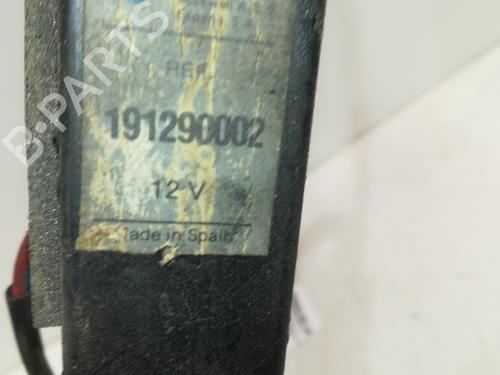 REF.
191290002
12 V
Made in Spain
B-PARTS